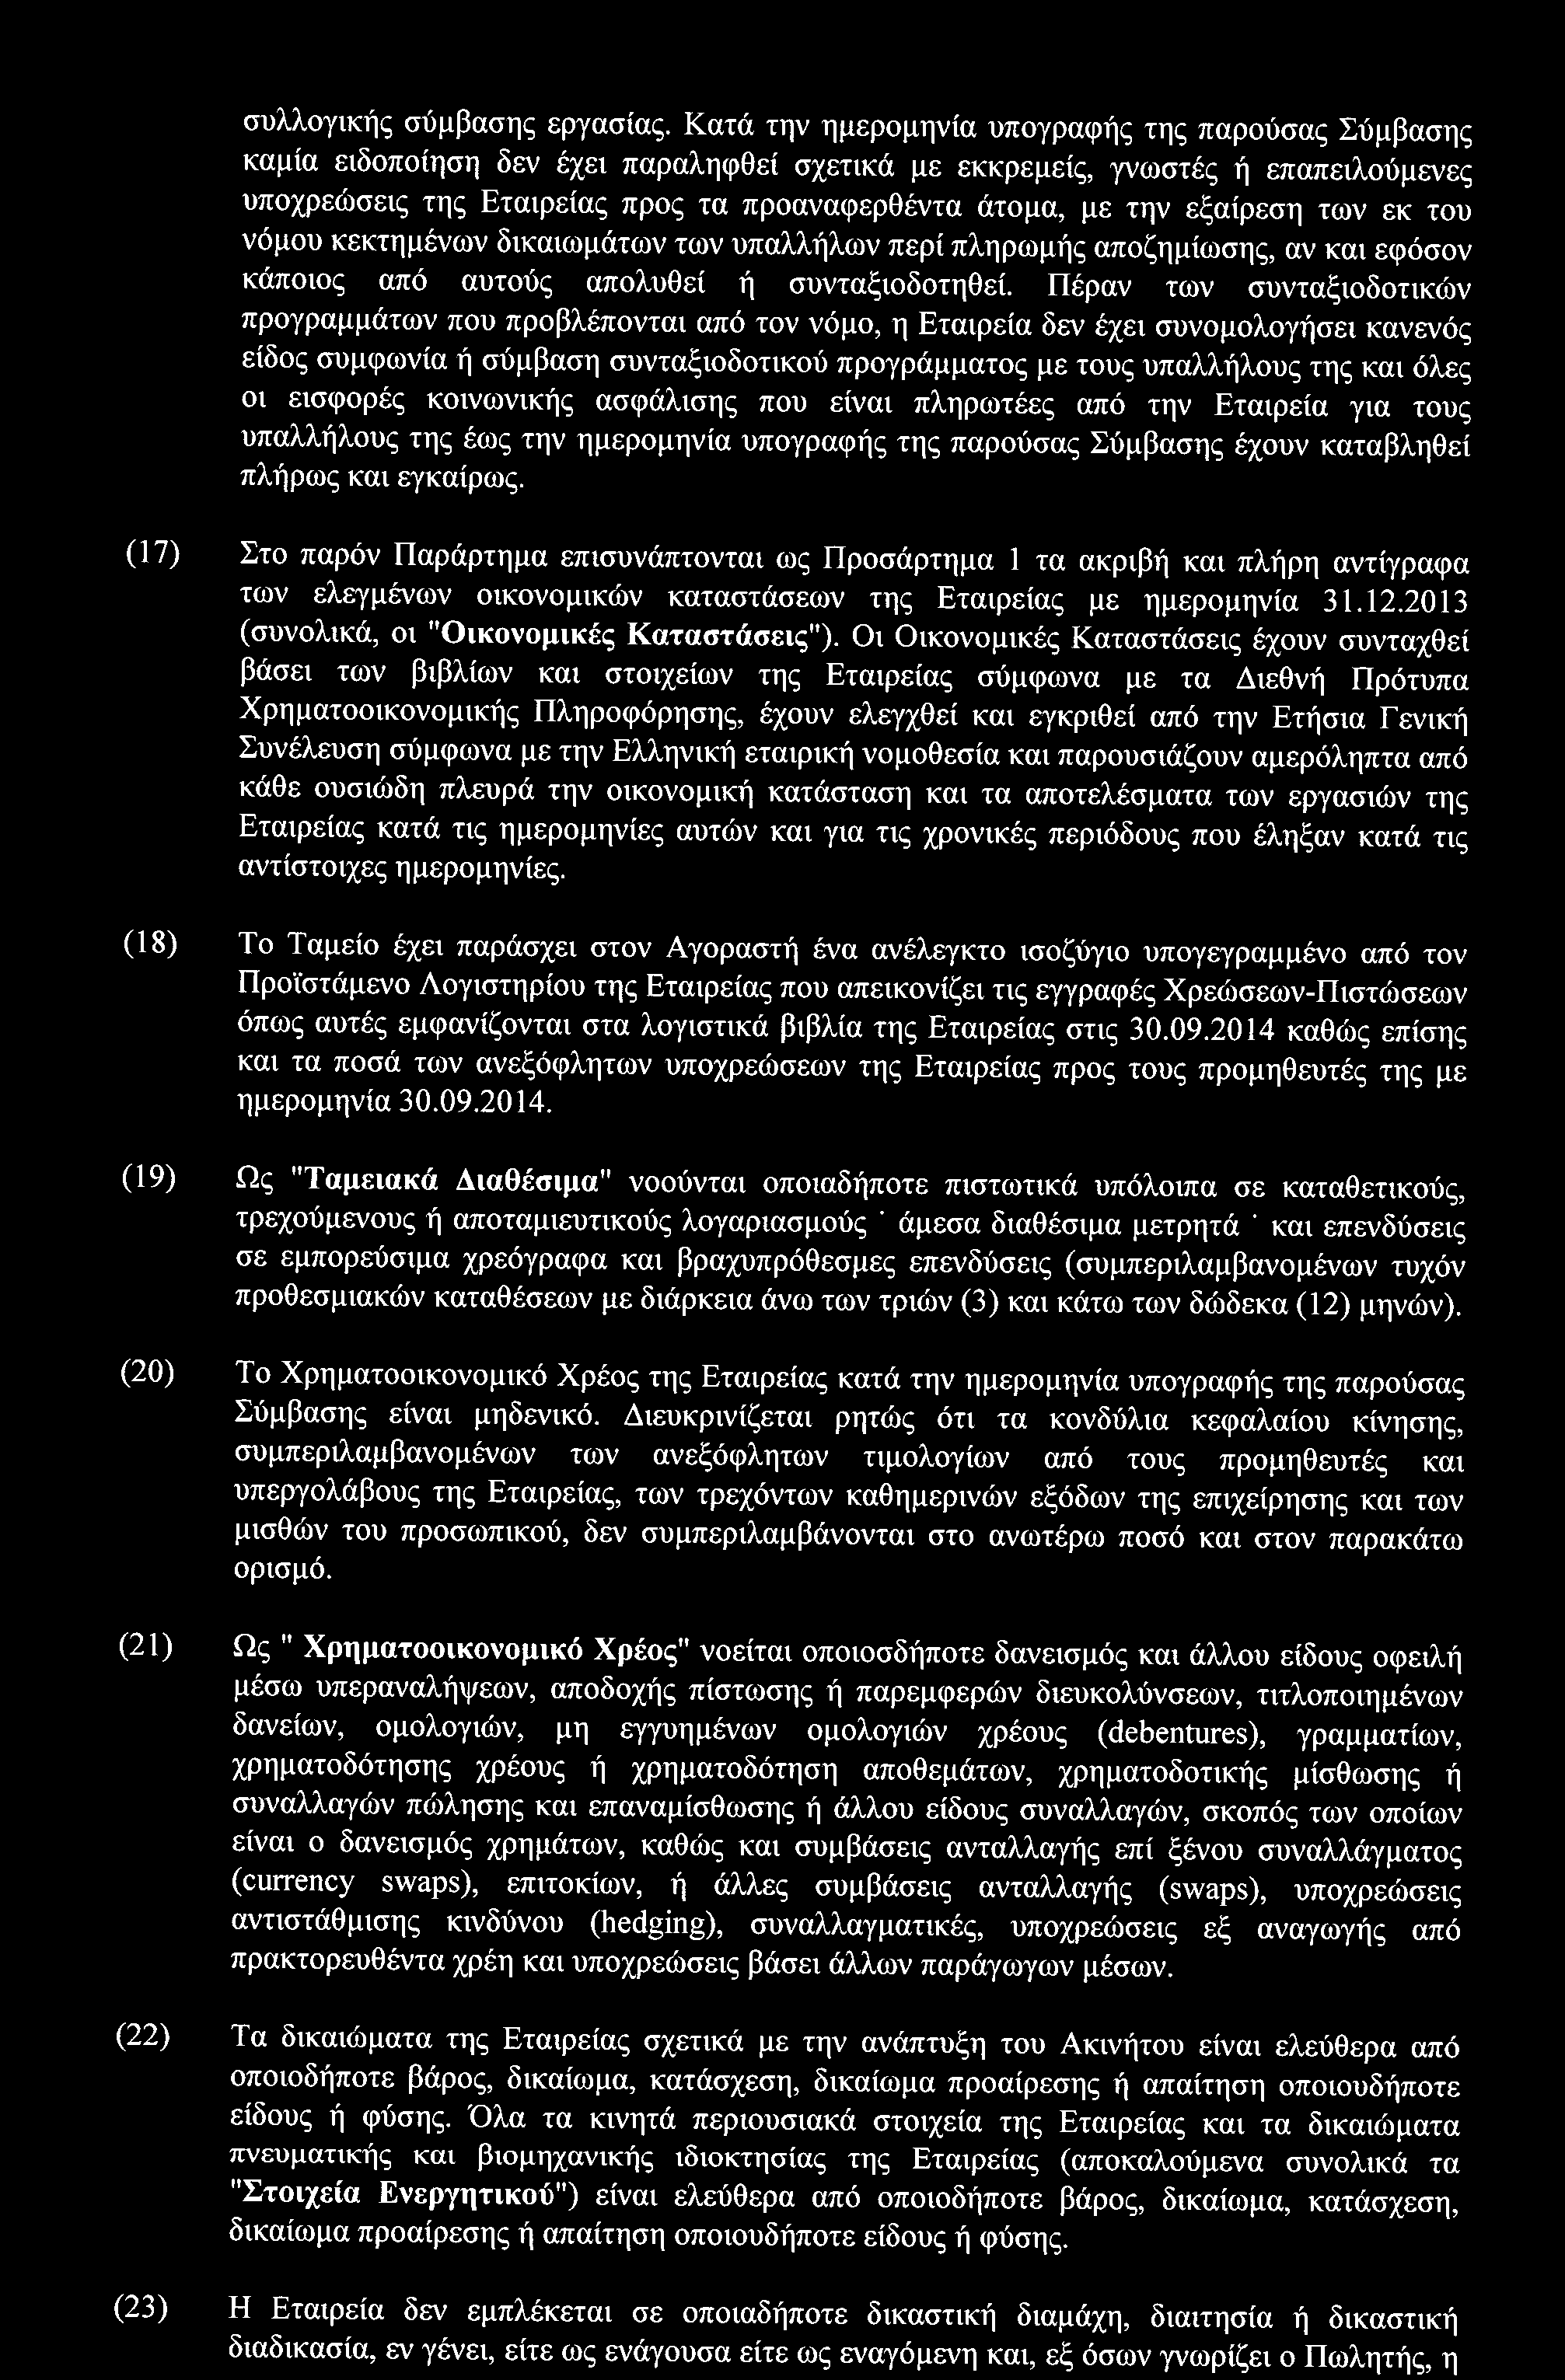 συλλογικής σύμβασης εργασίας. Κατά την ημερομηνία υπογραφής της παρούσας Σύμβασης
καμία ειδοποίηση δεν έχει παραληφθεί σχετικά με εκκρεμείς, γνωστές ή επαπειλούμενες
υποχρεώσεις της Εταιρείας προς τα προαναφερθέντα άτομα, με την εξαίρεση των εκ του
νόμου κεκτημένων δικαιωμάτων των υπαλλήλων περί πληρωμής αποζημίωσης, αν και εφόσον
κάποιος από αυτούς απολυθεί ή συνταξιοδοτηθεί. Πέραν των συνταξιοδοτικών
προγραμμάτων που προβλέπονται από τον νόμο, η Εταιρεία δεν έχει συνομολογήσει κανενός
είδος συμφωνία ή σύμβαση συνταξιοδοτικού προγράμματος με τους υπαλλήλους της και όλες
οι εισφορές κοινωνικής ασφάλισης που είναι πληρωτέες από την Εταιρεία για τους
υπαλλήλους της έως την ημερομηνία υπογραφής της παρούσας Σύμβασης έχουν καταβληθεί
πλήρως και εγκαίρως.
(17) Στο παρόν Παράρτημα επισυνάπτονται ως Προσάρτημα 1 τα ακριβή και πλήρη αντίγραφα
των ελεγμένων οικονομικών καταστάσεων της Εταιρείας με ημερομηνία 31.12.2013
(συνολικά, οι "Οικονομικές Καταστάσεις"). Οι Οικονομικές Καταστάσεις έχουν συνταχθεί
βάσει των βιβλίων και στοιχείων της Εταιρείας σύμφωνα με τα Διεθνή Πρότυπα
Χρηματοοικονομικής Πληροφόρησης, έχουν ελεγχθεί και εγκριθεί από την Ετήσια Γενική
Συνέλευση σύμφωνα με την Ελληνική εταιρική νομοθεσία και παρουσιάζουν αμερόληπτα από
κάθε ουσιώδη πλευρά την οικονομική κατάσταση και τα αποτελέσματα των εργασιών της
Εταιρείας κατά τις ημερομηνίες αυτών και για τις χρονικές περιόδους που έληξαν κατά τις
αντίστοιχες ημερομηνίες.
(18) Το Ταμείο έχει παράσχει στον Αγοραστή ένα ανέλεγκτο ισοζύγιο υπογεγραμμένο από τον
Προϊστάμενο Λογιστηρίου της Εταιρείας που απεικονίζει τις εγγραφές Χρεώσεων-Πιστώσεων
όπως αυτές εμφανίζονται στα λογιστικά βιβλία της Εταιρείας στις 30.09.2014 καθώς επίσης
και τα ποσά των ανεξόφλητων υποχρεώσεων της Εταιρείας προς τους προμηθευτές της με
ημερομηνία 30.09.2014.
(19) Ως "Ταμειακά Διαθέσιμα" νοούνται οποιαδήποτε πιστωτικά υπόλοιπα σε καταθετικούς,
τρεχούμενους ή αποταμιευτικούς λογαριασμούς · άμεσα διαθέσιμα μετρητά · και επενδύσεις
σε εμπορεύσιμα χρεόγραφα και βραχυπρόθεσμες επενδύσεις (συμπεριλαμβανομένων τυχόν
προθεσμιακών καταθέσεων με διάρκεια άνω των τριών (3) και κάτω των δώδεκα (12) μηνών).
(20) Το Χρηματοοικονομικό Χρέος της Εταιρείας κατά την ημερομηνία υπογραφής της παρούσας
Σύμβασης είναι μηδενικό. Διευκρινίζεται ρητώς ότι τα κονδύλια κεφαλαίου κίνησης,
συμπεριλαμβανομένων των ανεξόφλητων τιμολογίων από τους προμηθευτές και
υπεργολάβους της Εταιρείας, των τρεχόντων καθημερινών εξόδων της επιχείρησης και των
μισθών του προσωπικού, δεν συμπεριλαμβάνονται στο ανωτέρω ποσό και στον παρακάτω
ορισμό.
(21) Ως " Χρηματοοικονομικό Χρέος" νοείται οποιοσδήποτε δανεισμός και άλλου είδους οφειλή
μέσω υπεραναλήψεων, αποδοχής πίστωσης ή παρεμφερών διευκολύνσεων, τιτλοποιημένων
δανείων, ομολογιών, μη εγγυημένων ομολογιών χρέους (debentures), γραμματίων,
χρηματοδότησης χρέους ή χρηματοδότηση αποθεμάτων, χρηματοδοτικής μίσθωσης ή
συναλλαγών πώλησης και επαναμίσθωσης ή άλλου είδους συναλλαγών, σκοπός των οποίων
είναι ο δανεισμός χρημάτων, καθώς και συμβάσεις ανταλλαγής επί ξένου συναλλάγματος
(currency swaps), επιτοκίων, ή άλλες συμβάσεις ανταλλαγής (swaps), υποχρεώσεις
αντιστάθμισης κινδύνου (hedging), συναλλαγματικές, υποχρεώσεις εξ αναγωγής από
πρακτορευθέντα χρέη και υποχρεώσεις βάσει άλλων παράγωγων μέσων.
(22) Τα δικαιώματα της Εταιρείας σχετικά με την ανάπτυξη του Ακινήτου είναι ελεύθερα από
οποιοδήποτε βάρος, δικαίωμα, κατάσχεση, δικαίωμα προαίρεσης ή απαίτηση οποιουδήποτε
είδους ή φύσης. Όλα τα κινητά περιουσιακά στοιχεία της Εταιρείας και τα δικαιώματα
πνευματικής και βιομηχανικής ιδιοκτησίας της Εταιρείας (αποκαλούμενα συνολικά τα
"Στοιχεία Ενεργητικού") είναι ελεύθερα από οποιοδήποτε βάρος, δικαίωμα, κατάσχεση,
δικαίωμα προαίρεσης ή απαίτηση οποιουδήποτε είδους ή φύσης.
(23) Η Εταιρεία δεν εμπλέκεται σε οποιαδήποτε δικαστική διαμάχη, διαιτησία ή δικαστική
διαδικασία, εν γένει, είτε ως ενάγουσα είτε ως εναγόμενη και, εξ όσων γνωρίζει ο Πωλητής, η